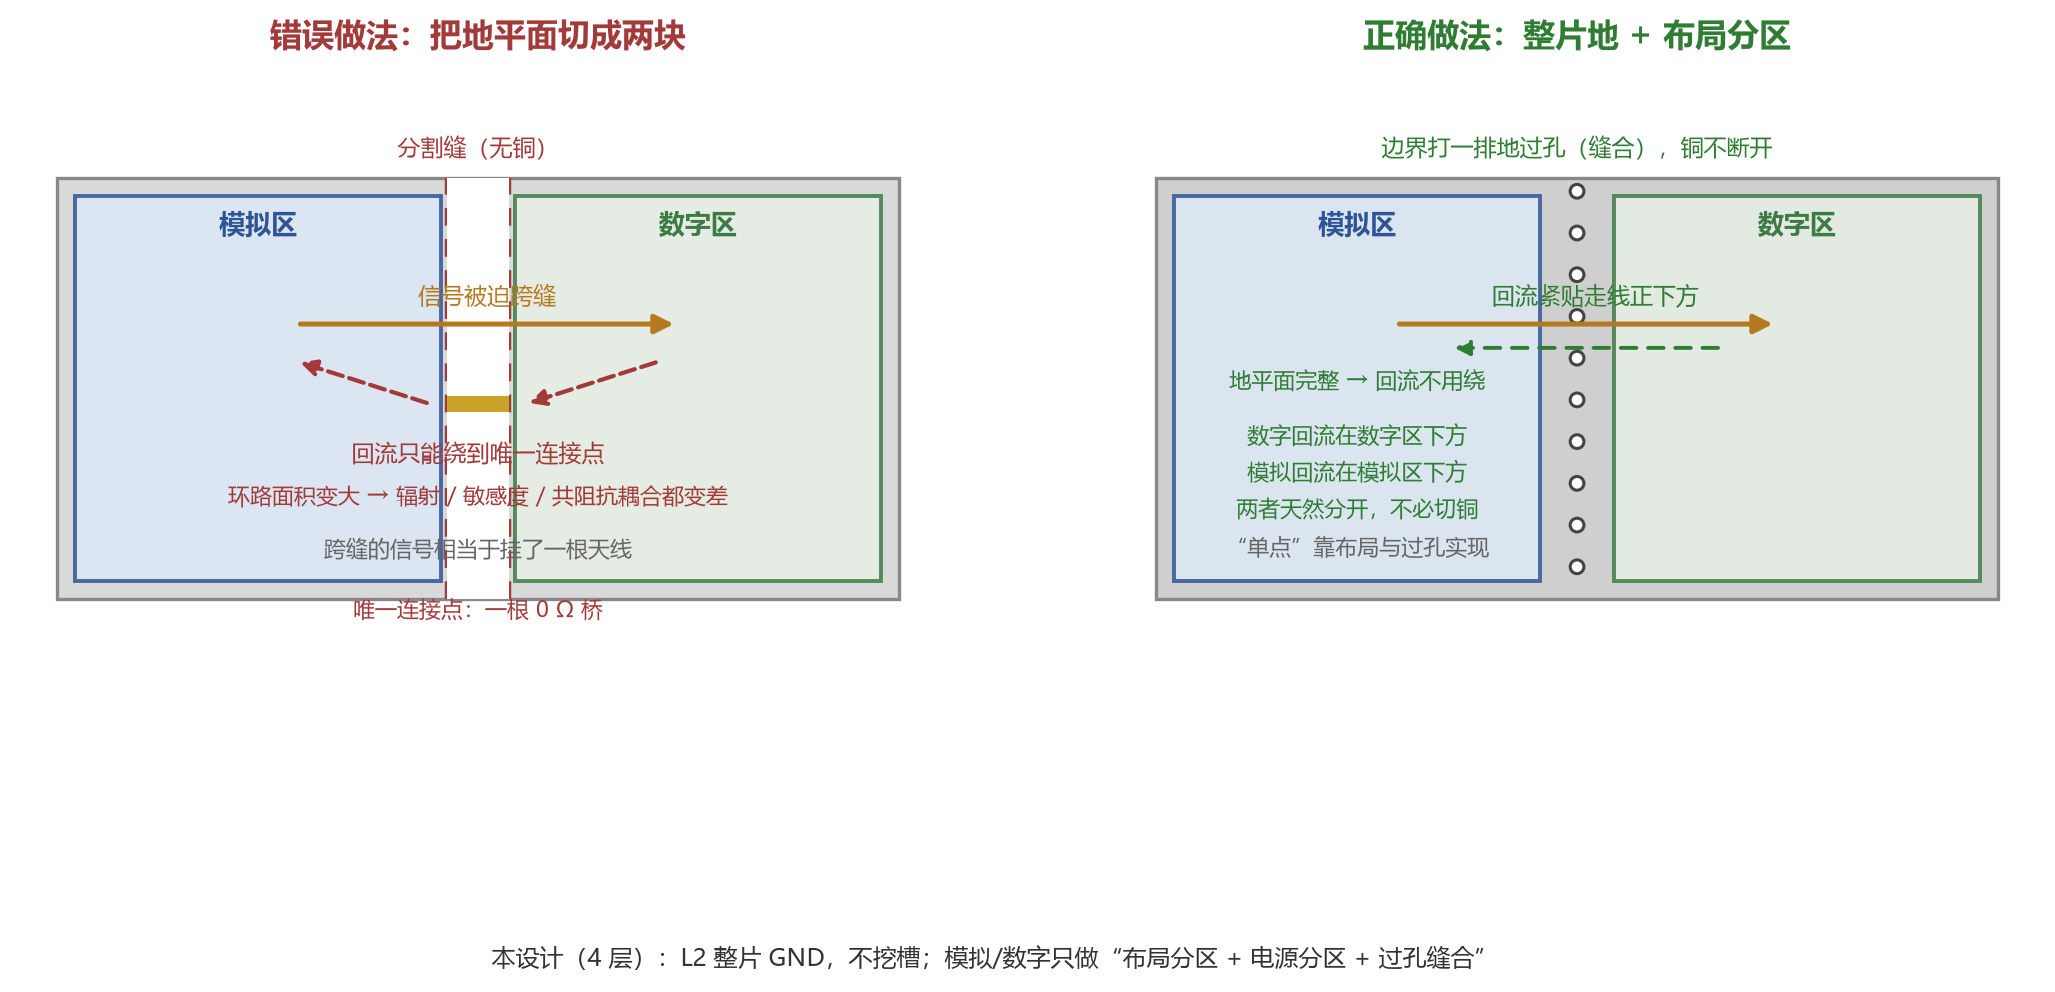 错误做法：把地平面切成两块
分割缝（无铜）
模拟区
数字区
信号被迫跨缝
回流只能绕到唯一连接点
环路面积变大 → 辐射 / 敏感度 / 共阻抗耦合都变差
跨缝的信号相当于挂了一根天线
唯一连接点：一根 0 Ω 桥
正确做法：整片地 + 布局分区
边界打一排地过孔（缝合），铜不断开
模拟区
数字区
回流紧贴走线正下方
地平面完整 → 回流不用绕
数字回流在数字区下方
模拟回流在模拟区下方
两者天然分开，不必切铜
“单点”靠布局与过孔实现
本设计（4 层）：L2 整片 GND，不挖槽；模拟/数字只做“布局分区 + 电源分区 + 过孔缝合”